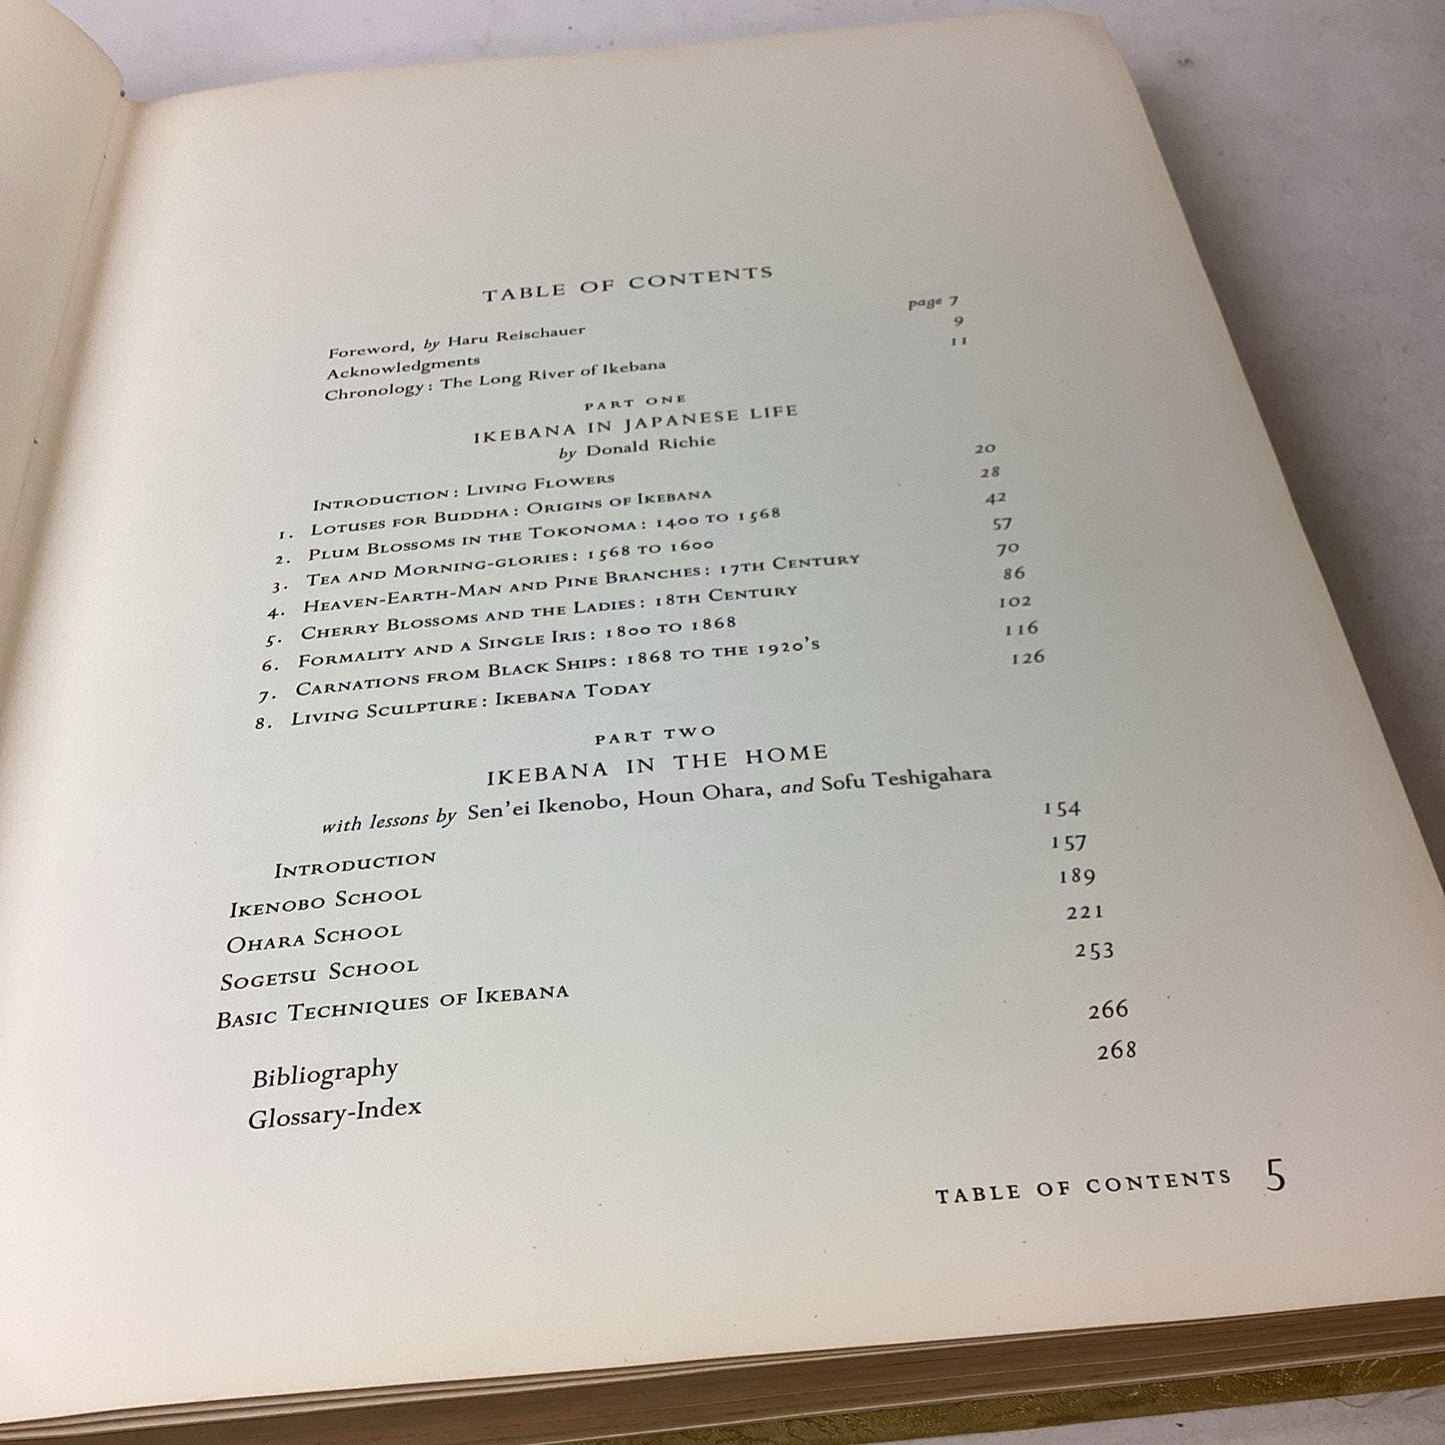 TABLE OF CONTENTS
Foreword, by Haru Reischauer page 7
Acknowledgments 9
Chronology: The Long River of Ikebana 11
PART ONE
IKEBANA IN JAPANESE LIFE
by Donald Richie
Introduction: Living Flowers 20
1. Lotuses for Buddha: Origins of Ikebana 28
2. Plum Blossoms in the Tokonoma: 1400 to 1568 42
3. Tea and Morning-glories: 1568 to 1600 57
4. Heaven-Earth-Man and Pine Branches: 17th Century 70
5. Cherry Blossoms and the Ladies: 18th Century 86
6. Formality and a Single Iris: 1800 to 1868 102
7. Carnations from Black Ships: 1868 to the 1920's 116
8. Living Sculpture: Ikebana Today 126
PART TWO
IKEBANA IN THE HOME
with lessons by Sen'ei Ikenobo, Houn Ohara, and Sofu Teshigahara
Introduction 154
Ikenobo School 157
Ohara School 189
Sogetsu School 221
Basic Techniques of Ikebana 253
Bibliography 266
Glossary-Index 268
TABLE OF CONTENTS 5